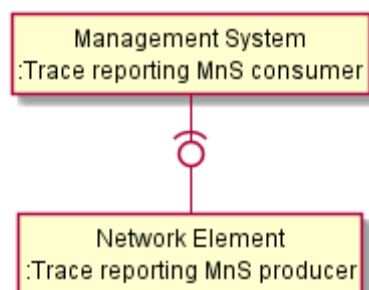 Management System
:Trace reporting MnS consumer
Network Element
:Trace reporting MnS producer